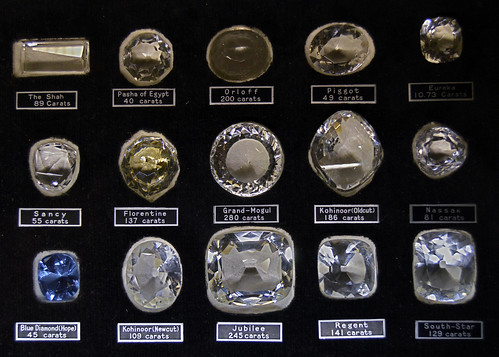 The Shah
89 Carats
Pasha of Egypt
40 carats
Orloff
200 carats
Piggot
49 carats
Eureka
10.73 Carats
Sancy
55 carats
Florentine
137 carats
Grand-Mogul
280 carats
Kohinoor(Oldcut)
186 carats
Nassax
81 carats
Blue Diamond(Hope)
45 carats
Kohinoor(Newcut)
109 carats
Jubilee
245 carats
Regent
141 carats
South-Star
129 carats